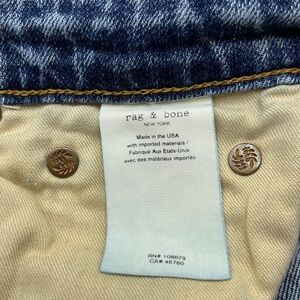 rag & bone
NEW YORK
Made in the USA
with imported materials /
Fabriqué Aux Etats-Unis
avec des matériaux importés
RN# 108879
CA# 46760